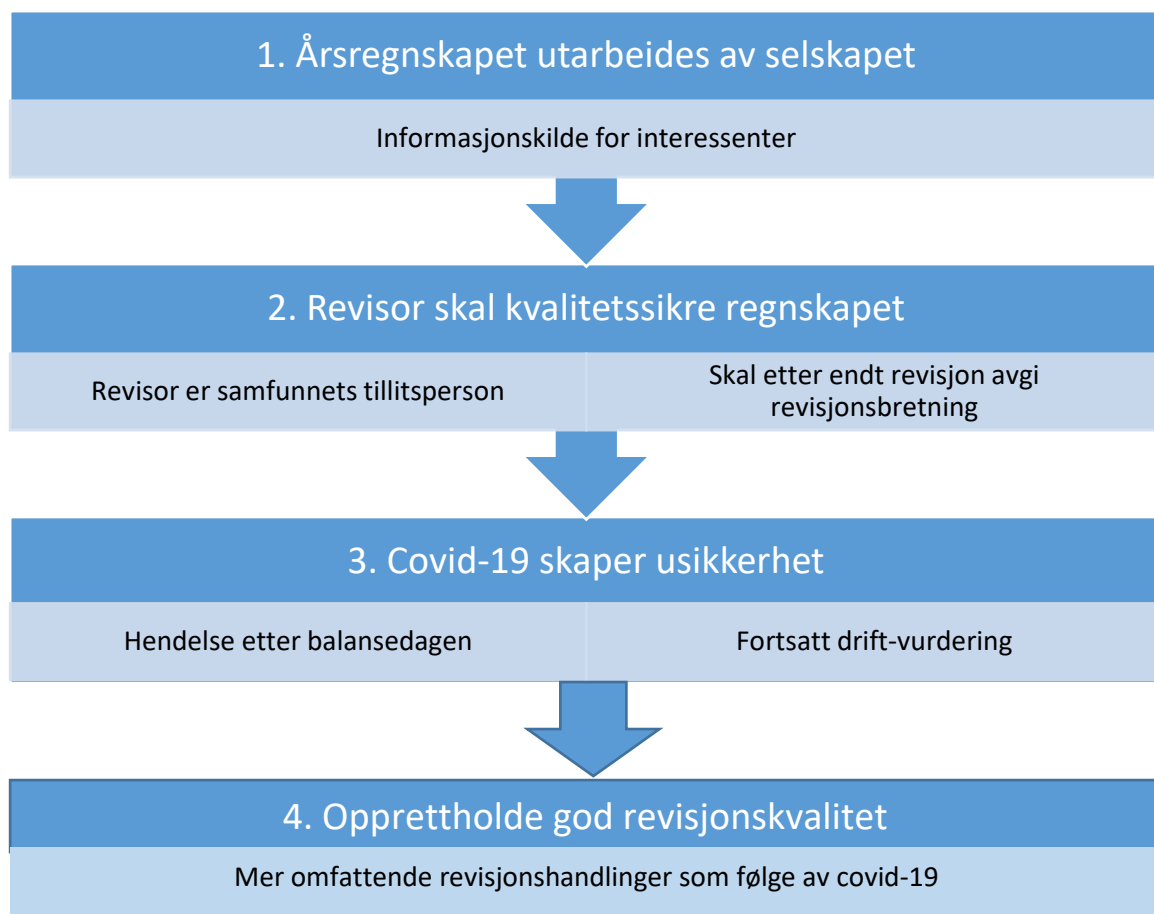 1. Årsregnskapet utarbeides av selskapet
Informasjonskilde for interessenter
2. Revisor skal kvalitetssikre regnskapet
Revisor er samfunnets tillitsperson
Skal etter endt revisjon avgi
revisjonsbretning
3. Covid-19 skaper usikkerhet
Hendelse etter balansedagen
Fortsatt drift-vurdering
4. Opprettholde god revisjonskvalitet
Mer omfattende revisjonshandlinger som følge av covid-19